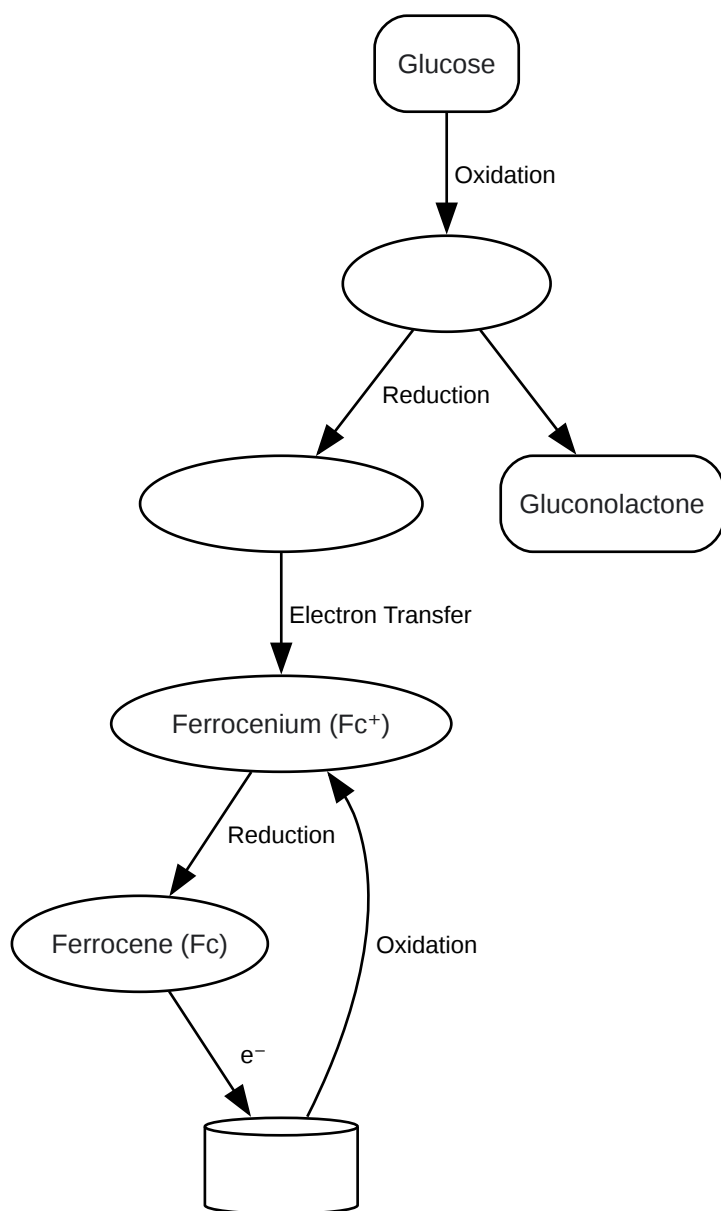 Glucose
Oxidation
Reduction
Gluconolactone
Electron Transfer
Ferrocenium (Fc⁺)
Reduction
Ferrocene (Fc)
Oxidation
e⁻